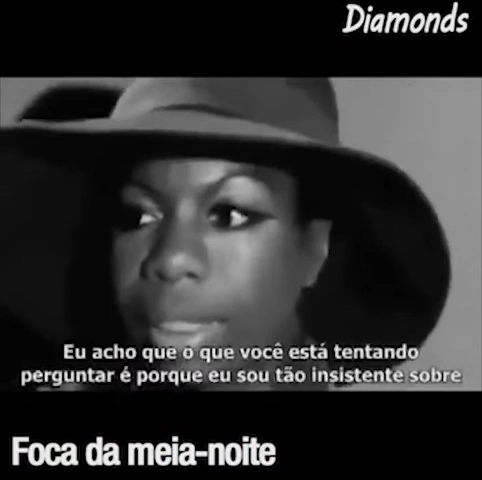 Diamonds
Eu acho que o que você está tentando
perguntar é porque eu sou tão insistente sobre
Foca da meia-noite